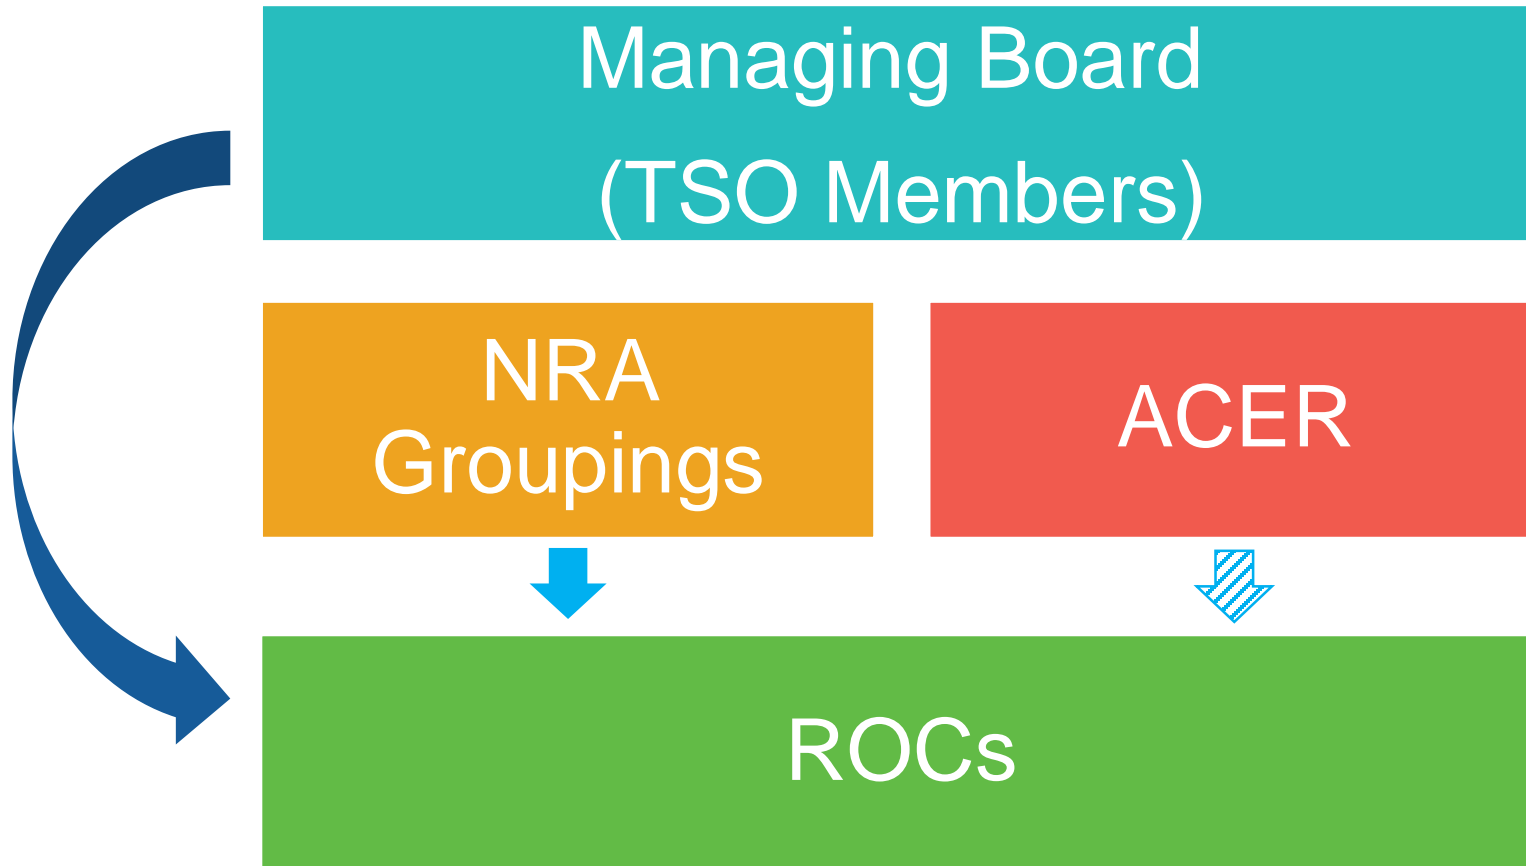 Managing Board
(TSO Members)
NRA
Groupings
ACER
ROCs